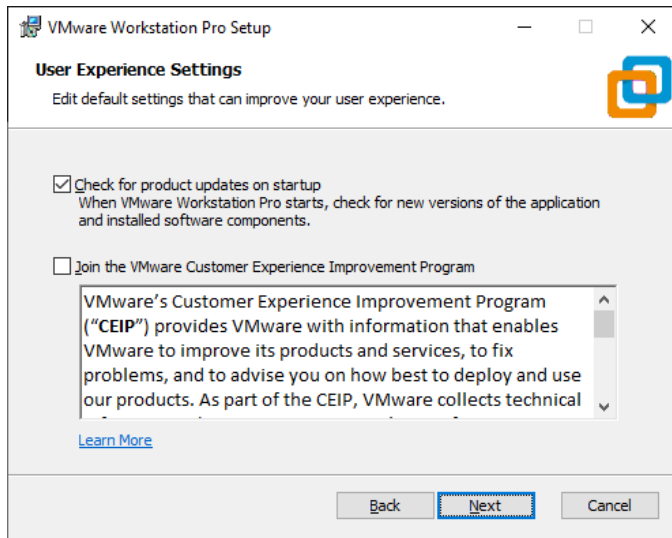 VMware Workstation Pro Setup
User Experience Settings
Edit default settings that can improve your user experience.
Check for product updates on startup
When VMware Workstation Pro starts, check for new versions of the application
and installed software components.
Join the VMware Customer Experience Improvement Program
VMware’s Customer Experience Improvement Program
(“CEIP”) provides VMware with information that enables
VMware to improve its products and services, to fix
problems, and to advise you on how best to deploy and use
our products. As part of the CEIP, VMware collects technical
Learn More
Back Next Cancel